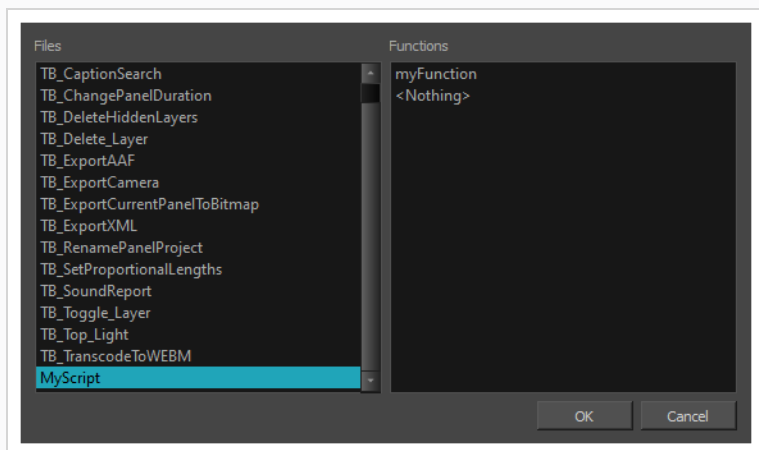 Files
TB_CaptionSearch
TB_ChangePanelDuration
TB_DeleteHiddenLayers
TB_Delete_Layer
TB_ExportAAF
TB_ExportCamera
TB_ExportCurrentPanelToBitmap
TB_ExportXML
TB_RenamePanelProject
TB_SetProportionalLengths
TB_SoundReport
TB_Toggle_Layer
TB_Top_Light
TB_TranscodeToWEBM
MyScript
Functions
myFunction
<Nothing>
OK
Cancel